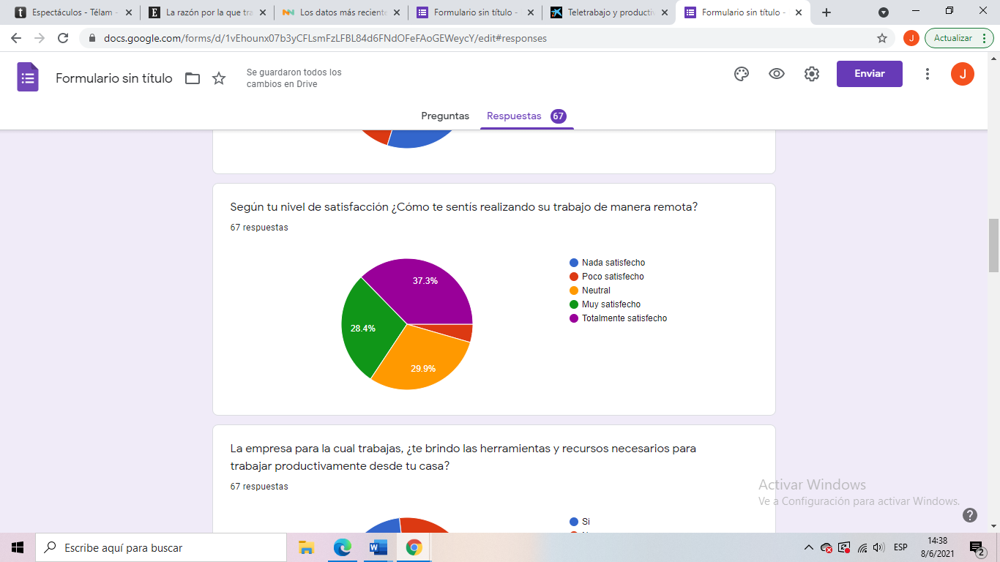 Espectáculos - Télam -
La razón por la que tra
Los datos más reciente
Formulario sin título -
Teletrabajo y producti
Formulario sin título -
docs.google.com/forms/d/1vEhounx07b3yCFLsmFzLFBL84d6FNdOFeFAoGEWeycY/edit#responses
J
Actualizar
Formulario sin título
Se guardaron todos los
cambios en Drive
Enviar
J
Preguntas
Respuestas 67
Según tu nivel de satisfacción ¿Cómo te sentís realizando su trabajo de manera remota?
67 respuestas
37.3%
28.4%
29.9%
Nada satisfecho
Poco satisfecho
Neutral
Muy satisfecho
Totalmente satisfecho
La empresa para la cual trabajas, ¿te brindo las herramientas y recursos necesarios para
trabajar productivamente desde tu casa?
67 respuestas
Si
Activar Windows
Ve a Configuración para activar Windows.
Escribe aquí para buscar
ESP
14:38
8/6/2021
2